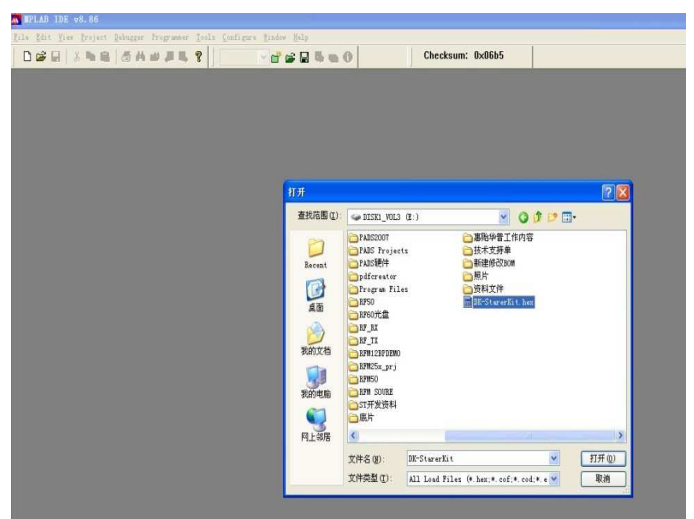 MPLAB IDE v8.86
File Edit View Project Debugger Programmer Tools Configure Window Help
Checksum: 0x06b5
打开
查找范围(I): DISK1_VOL3 (E:)
Recent
桌面
我的文档
我的电脑
网上邻居
PADS2007
PADS Projects
PADS硬件
pdfcreator
Program Files
RF50
RF60光盘
RF_RX
RF_TX
RFM12BPDEMO
RFM25x_prj
RFM50
RFM SOURE
ST开发资料
底片
惠贻华普工作内容
技术支持单
新建修改BOM
照片
资料文件
DK-StarerKit.hex
文件名(N): DK-StarerKit
打开(O)
文件类型(T): All Load Files (*.hex;*.cof;*.cod;*.e
取消